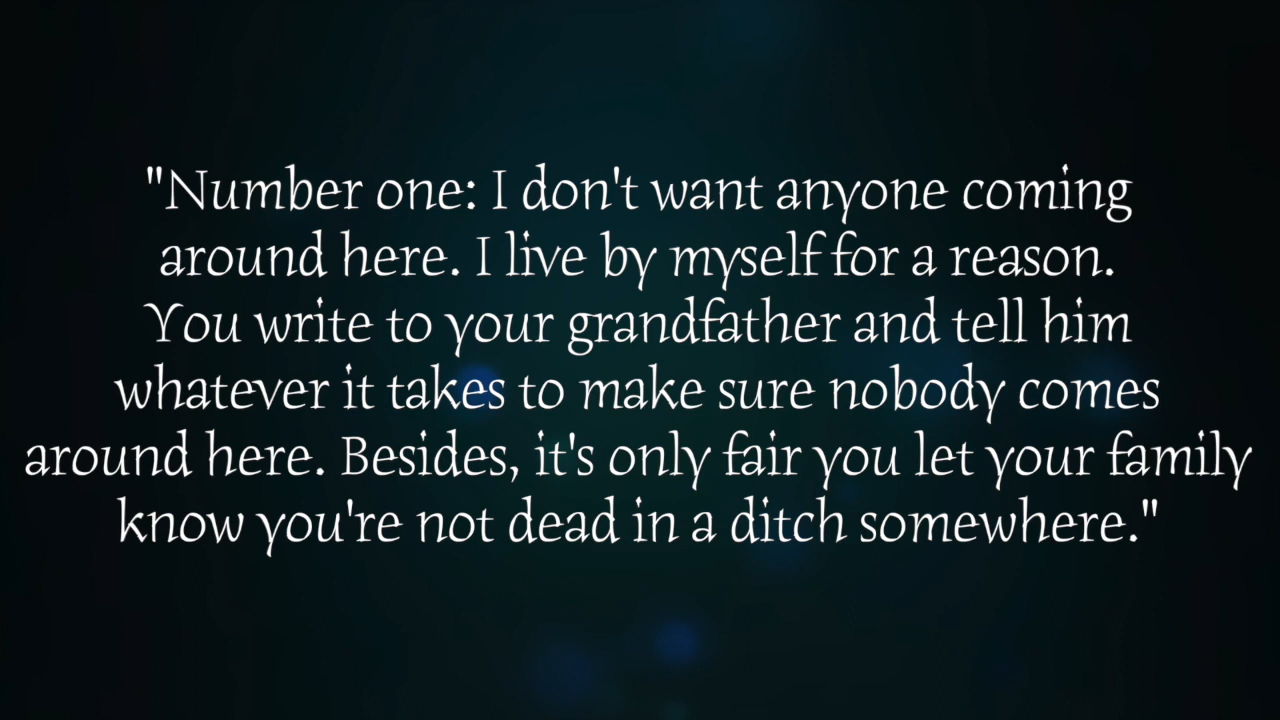 "Number one: I don't want anyone coming
around here. I live by myself for a reason.
You write to your grandfather and tell him
whatever it takes to make sure nobody comes
around here. Besides, it's only fair you let your family
know you're not dead in a ditch somewhere."